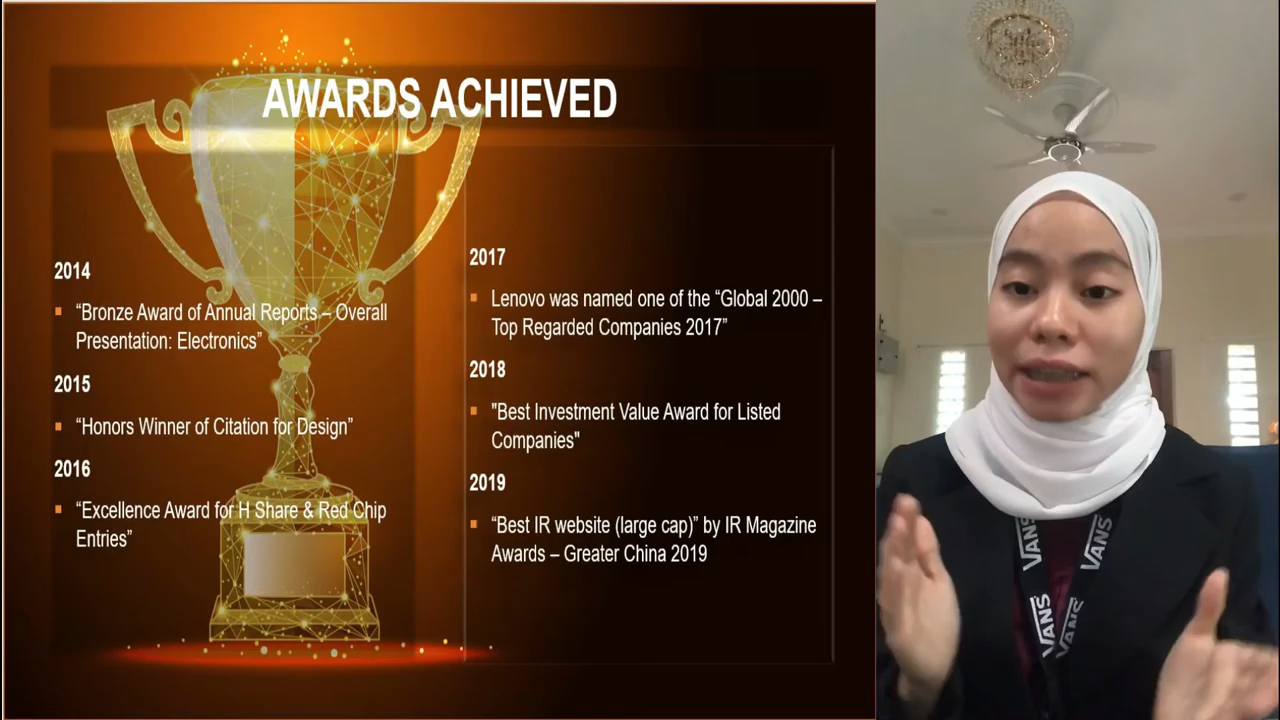 AWARDS ACHIEVED
2014
▪ “Bronze Award of Annual Reports – Overall
Presentation: Electronics”
2015
▪ “Honors Winner of Citation for Design”
2016
▪ “Excellence Award for H Share & Red Chip
Entries”
2017
▪ Lenovo was named one of the “Global 2000 –
Top Regarded Companies 2017”
2018
▪ "Best Investment Value Award for Listed
Companies"
2019
▪ “Best IR website (large cap)” by IR Magazine
Awards – Greater China 2019
VANS
VANS
VANS
VANS